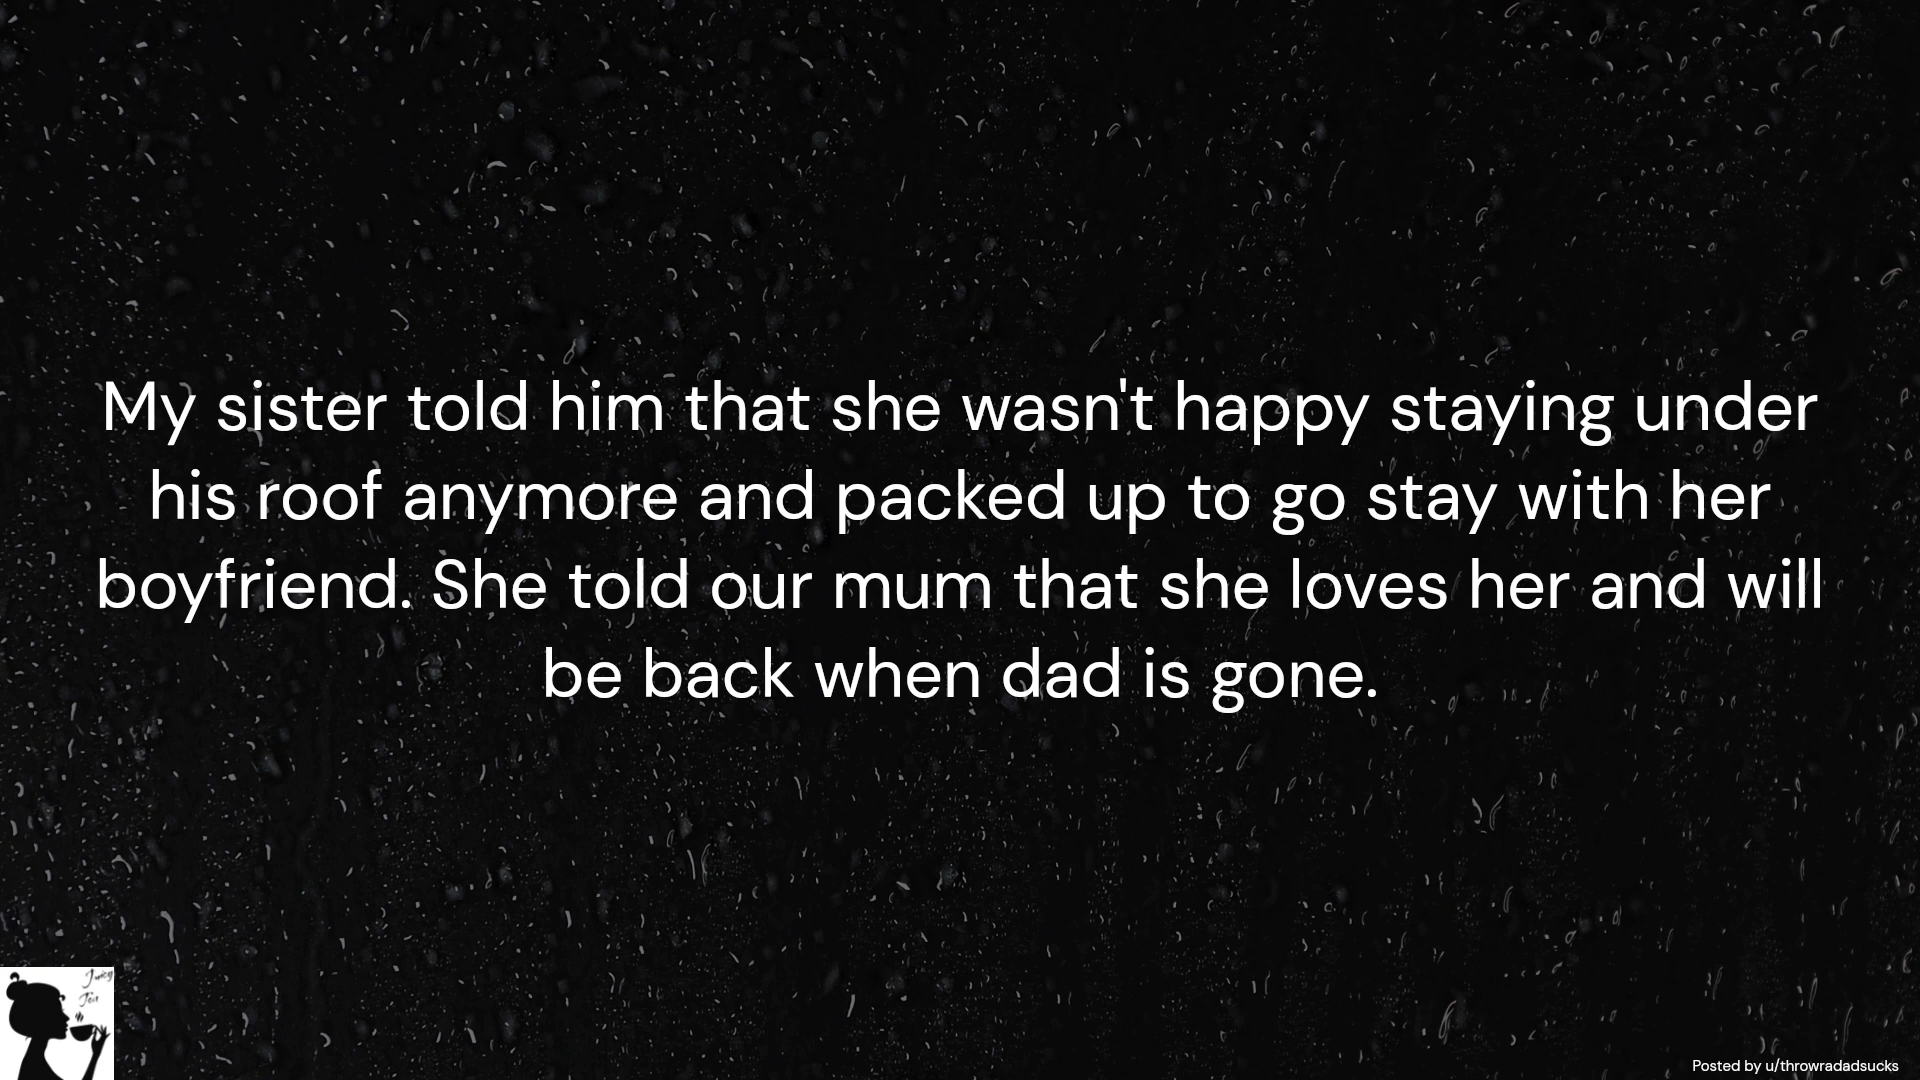 My sister told him that she wasn't happy staying under
his roof anymore and packed up to go stay with her
boyfriend. She told our mum that she loves her and will
be back when dad is gone.
Juicy
Tea
Posted by u/throwradadsucks